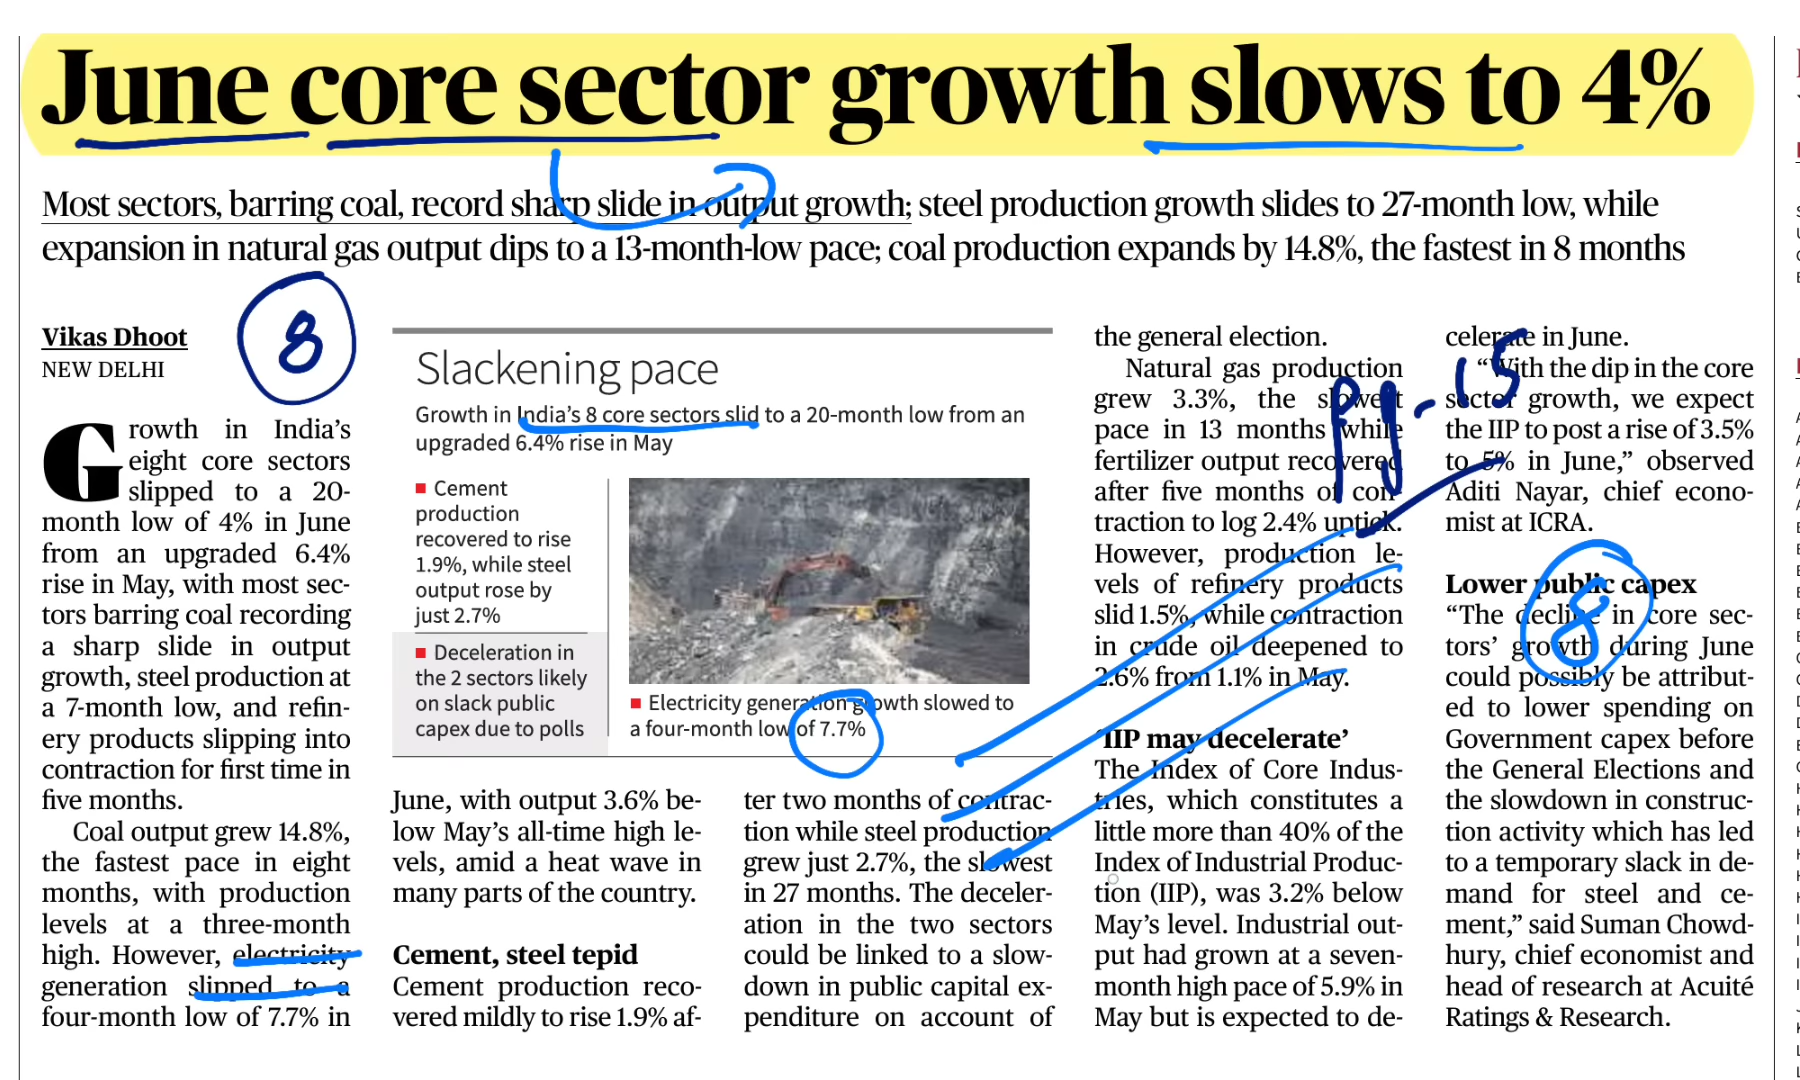 June core sector growth slows to 4%
Most sectors, barring coal, record sharp slide in output growth; steel production growth slides to 27-month low, while
expansion in natural gas output dips to a 13-month-low pace; coal production expands by 14.8%, the fastest in 8 months
Vikas Dhoot
NEW DELHI
8
Growth in India's
eight core sectors
slipped to a 20-
month low of 4% in June
from an upgraded 6.4%
rise in May, with most sec-
tors barring coal recording
a sharp slide in output
growth, steel production at
a 7-month low, and refin-
ery products slipping into
contraction for first time in
five months.
Coal output grew 14.8%,
the fastest pace in eight
months, with production
levels at a three-month
high. However, electricity
generation slipped to a
four-month low of 7.7% in
Slackening pace
Growth in India's 8 core sectors slid to a 20-month low from an
upgraded 6.4% rise in May
Cement
production
recovered to rise
1.9%, while steel
output rose by
just 2.7%
Deceleration in
the 2 sectors likely
on slack public
capex due to polls
Electricity generation growth slowed to
a four-month low of 7.7%
June, with output 3.6% be-
low May's all-time high le-
vels, amid a heat wave in
many parts of the country.
Cement, steel tepid
Cement production reco-
vered mildly to rise 1.9% af-
ter two months of contrac-
tion while steel production
grew just 2.7%, the slowest
in 27 months. The deceler-
ation in the two sectors
could be linked to a slow-
down in public capital ex-
penditure on account of
the general election.
Natural gas production
grew 3.3%, the slowest
pace in 13 months while
fertilizer output recovered
after five months of con-
traction to log 2.4% uptick.
However, production le-
vels of refinery products
slid 1.5%, while contraction
in crude oil deepened to
2.6% from 1.1% in May.
'IIP may decelerate'
The Index of Core Indus-
tries, which constitutes a
little more than 40% of the
Index of Industrial Produc-
tion (IIP), was 3.2% below
May's level. Industrial out-
put had grown at a seven-
month high pace of 5.9% in
May but is expected to de-
celerate in June.
"With the dip in the core
sector growth, we expect
the IIP to post a rise of 3.5%
to 5% in June," observed
Aditi Nayar, chief econo-
mist at ICRA.
Lower public capex
"The decline in core sec-
tors' growth during June
could possibly be attribut-
ed to lower spending on
Government capex before
the General Elections and
the slowdown in construc-
tion activity which has led
to a temporary slack in de-
mand for steel and ce-
ment," said Suman Chowd-
hury, chief economist and
head of research at Acuité
Ratings & Research.
Pg-15
8